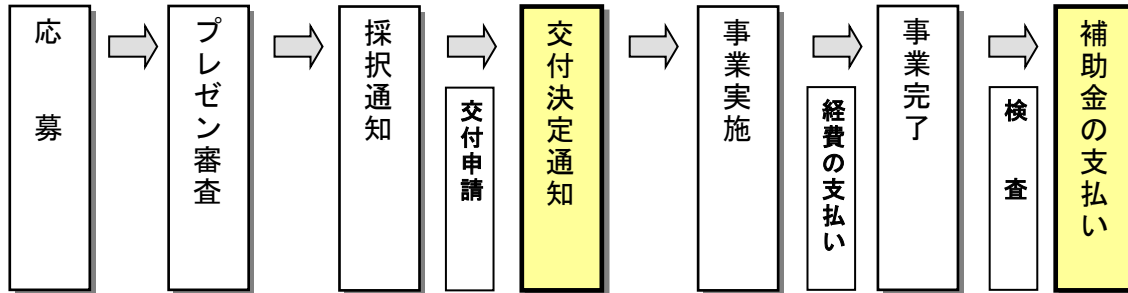 応　募
プレゼン審査
採択通知
交付申請
交付決定通知
事業実施
経費の支払い
事業完了
検　査
補助金の支払い